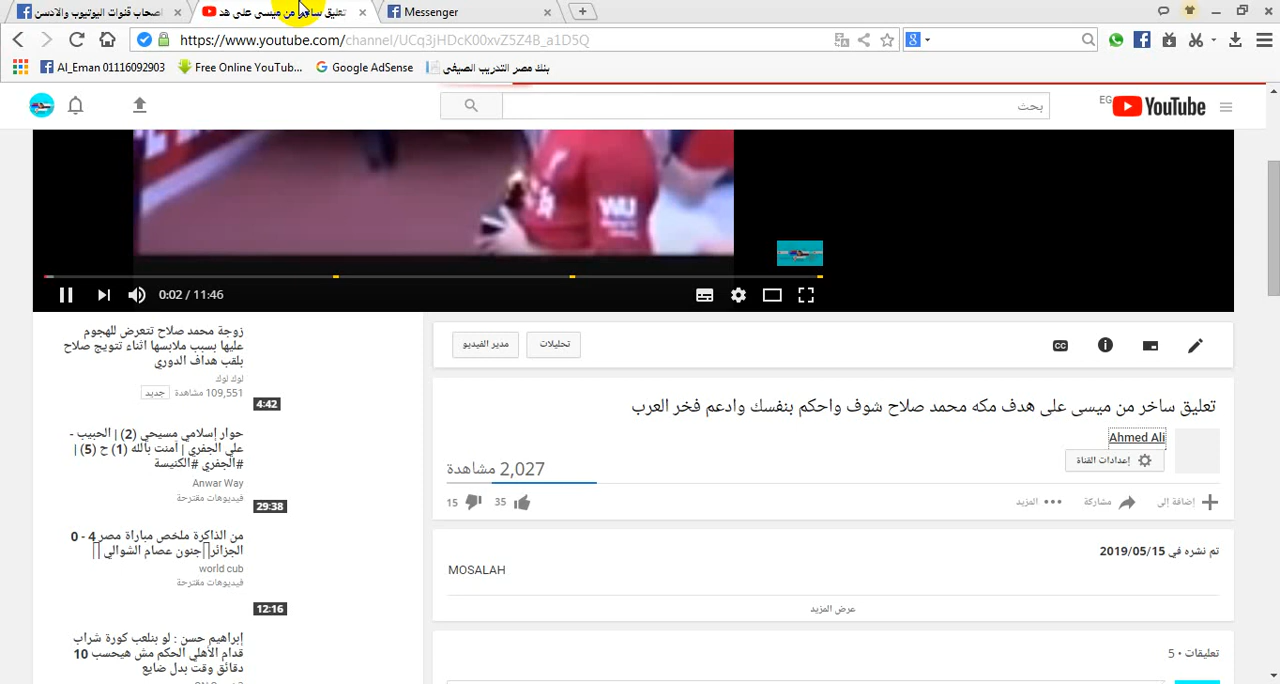 اصحاب قنوات اليوتيوب والادسن
تعليق ساخر من ميسى على هد
Messenger
https://www.youtube.com/channel/UCq3jHDcK00xvZ5Z4B_a1D5Q
Al_Eman 01116092903
Free Online YouTub...
Google AdSense
بنك مصر التدريب الصيفى
بحث
EG
YouTube
WU
0:02 / 11:46
زوجة محمد صلاح تتعرض للهجوم
عليها بسبب ملابسها اثناء تتويج صلاح
بلقب هداف الدوري
لوك لوك
109,551 مشاهدة
جديد
4:42
حوار إسلامي مسيحي (2) | الحبيب -
علي الجفري | آمنت بالله (1) ح (5) |
#الجفري #الكنيسة
Anwar Way
فيديوهات مقترحة
29:38
من الذاكرة ملخص مباراة مصر 4 - 0
الجزائر جنون عصام الشوالي
world cub
فيديوهات مقترحة
12:16
إبراهيم حسن : لو بنلعب كورة شراب
قدام الأهلي الحكم مش هيحسب 10
دقائق وقت بدل ضايع
مدير الفيديو
تحليلات
CC
تعليق ساخر من ميسى على هدف مكه محمد صلاح شوف واحكم بنفسك وادعم فخر العرب
Ahmed Ali
إعدادات القناة
2,027 مشاهدة
15
35
المزيد
مشاركة
إضافة إلى
تم نشره في 2019/05/15
MOSALAH
عرض المزيد
تعليقات • 5